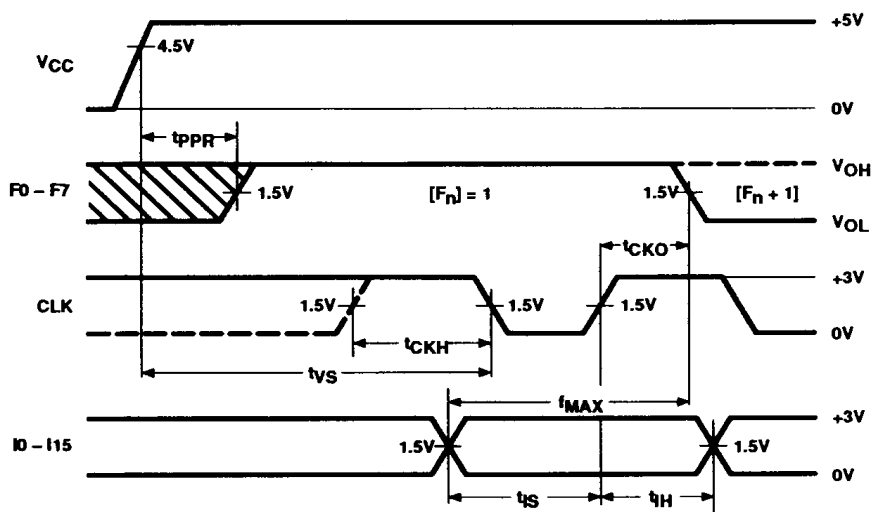 +5V
4.5V
VCC
0V
tPPR
VOH
F0 – F7
1.5V
[Fn] = 1
1.5V
[Fn + 1]
VOL
tCKO
+3V
CLK
1.5V
1.5V
1.5V
0V
tCKH
tVS
fMAX
+3V
I0 – I15
1.5V
1.5V
0V
tIS
tIH